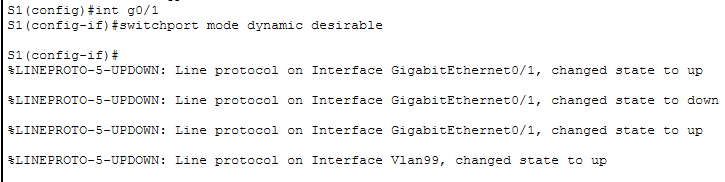 S1(config)#int g0/1
S1(config-if)#switchport mode dynamic desirable
S1(config-if)#
%LINEPROTO-5-UPDOWN: Line protocol on Interface GigabitEthernet0/1, changed state to up
%LINEPROTO-5-UPDOWN: Line protocol on Interface GigabitEthernet0/1, changed state to down
%LINEPROTO-5-UPDOWN: Line protocol on Interface GigabitEthernet0/1, changed state to up
%LINEPROTO-5-UPDOWN: Line protocol on Interface Vlan99, changed state to up